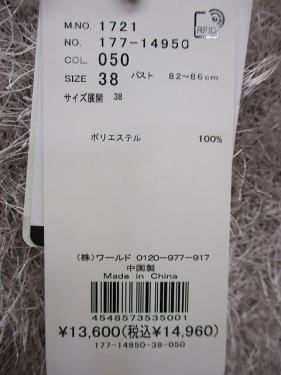 M.NO. 1721
RFID
NO. 177-14950
COL. 050
SIZE 38 バスト 82～86cm
サイズ展開 38
ポリエステル 100%
(株)ワールド 0120-977-917
中国製
Made in China
4548573535001
¥13,600(税込¥14,960)
177-14950-38-050